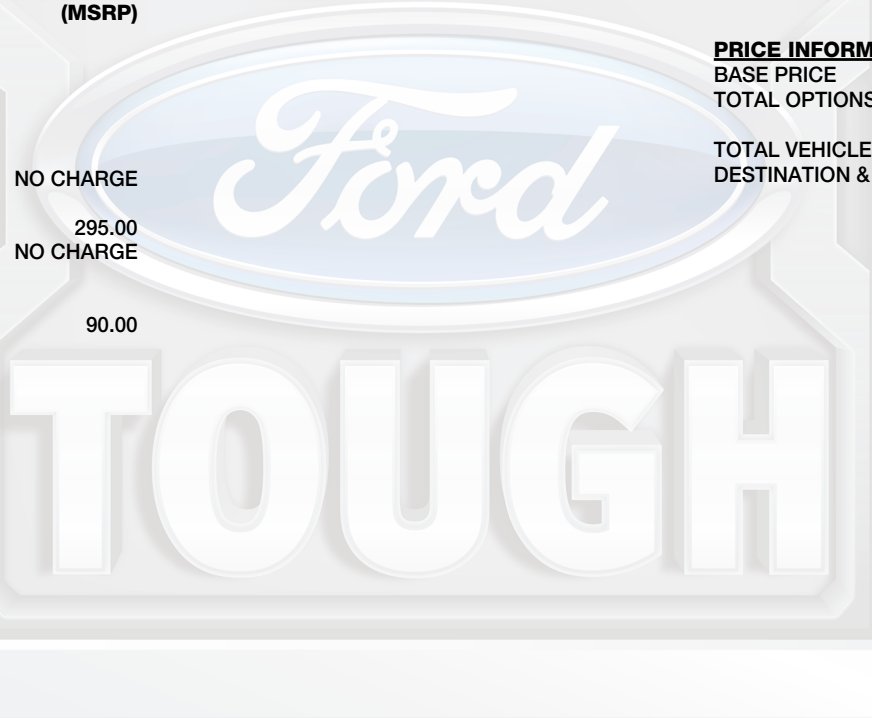 (MSRP)
NO CHARGE
295.00
NO CHARGE
90.00
PRICE INFORM
BASE PRICE
TOTAL OPTIONS
TOTAL VEHICLE
DESTINATION &
Ford
TOUGH